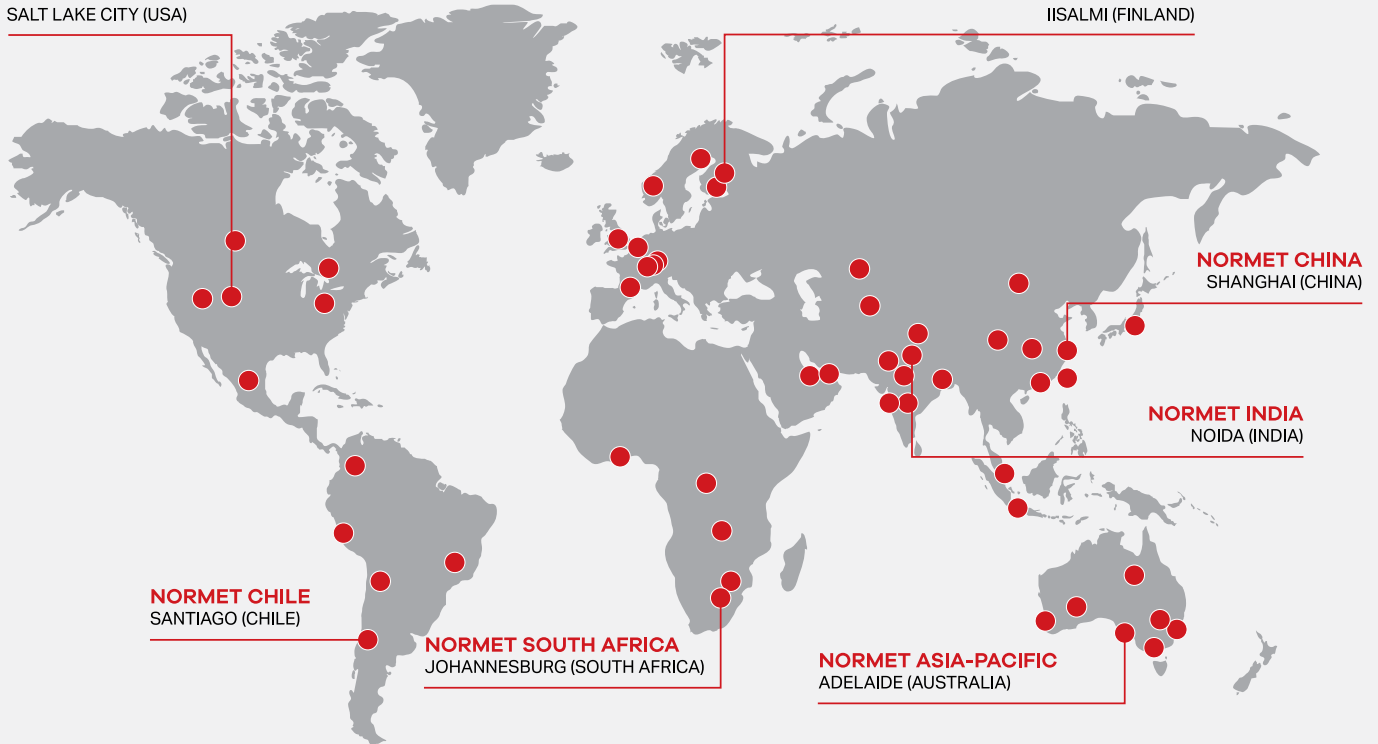 SALT LAKE CITY (USA)
IISALMI (FINLAND)
NORMET CHINA
SHANGHAI (CHINA)
NORMET INDIA
NOIDA (INDIA)
NORMET CHILE
SANTIAGO (CHILE)
NORMET SOUTH AFRICA
JOHANNESBURG (SOUTH AFRICA)
NORMET ASIA-PACIFIC
ADELAIDE (AUSTRALIA)